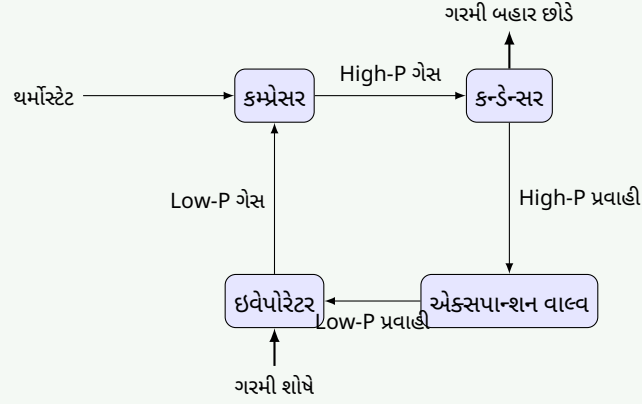 ગરમી બહાર છોડે
High-P ગેસ
થર્મોસ્ટેટ
કમ્પ્રેસર
કન્ડેન્સર
Low-P ગેસ
High-P પ્રવાહી
ઇવેપોરેટર
Low-P પ્રવાહી
એક્સપાન્શન વાલ્વ
ગરમી શોષે